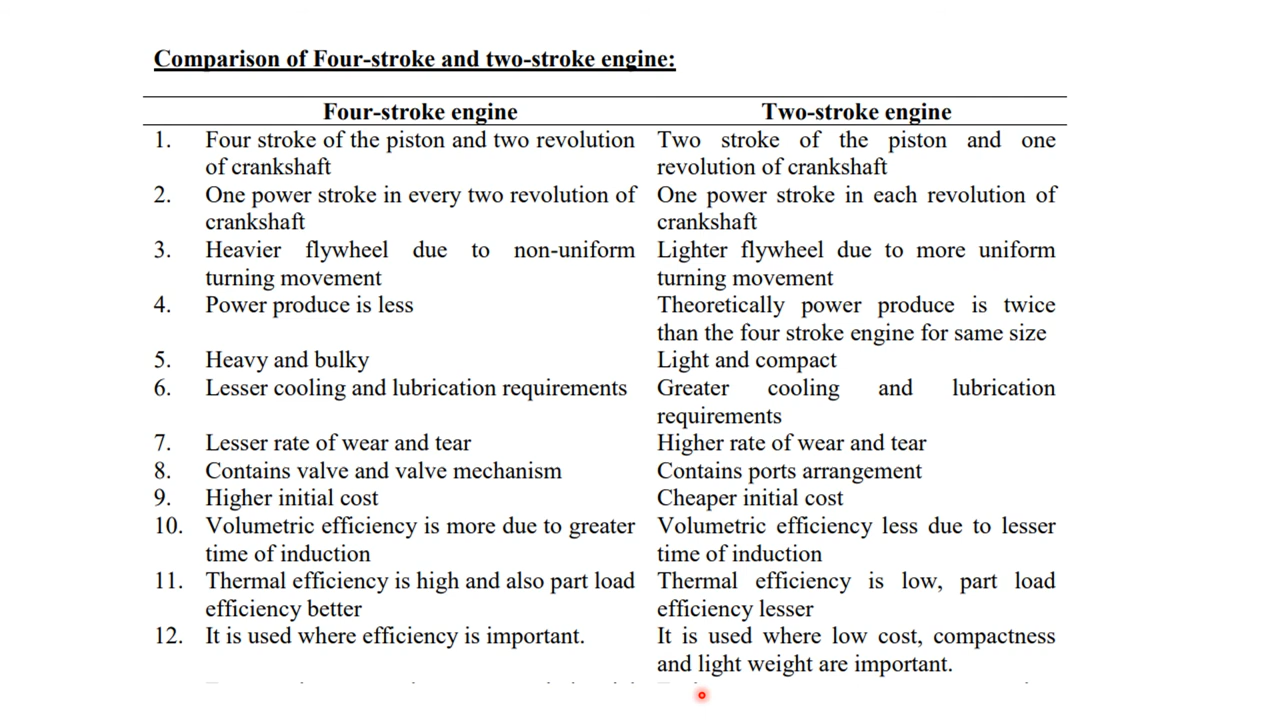 Comparison of Four-stroke and two-stroke engine:
Four-stroke engine Two-stroke engine
1. Four stroke of the piston and two revolution Two stroke of the piston and one
of crankshaft revolution of crankshaft
2. One power stroke in every two revolution of One power stroke in each revolution of
crankshaft crankshaft
3. Heavier flywheel due to non-uniform Lighter flywheel due to more uniform
turning movement turning movement
4. Power produce is less Theoretically power produce is twice
than the four stroke engine for same size
5. Heavy and bulky Light and compact
6. Lesser cooling and lubrication requirements Greater cooling and lubrication
requirements
7. Lesser rate of wear and tear Higher rate of wear and tear
8. Contains valve and valve mechanism Contains ports arrangement
9. Higher initial cost Cheaper initial cost
10. Volumetric efficiency is more due to greater Volumetric efficiency less due to lesser
time of induction time of induction
11. Thermal efficiency is high and also part load Thermal efficiency is low, part load
efficiency better efficiency lesser
12. It is used where efficiency is important. It is used where low cost, compactness
and light weight are important.